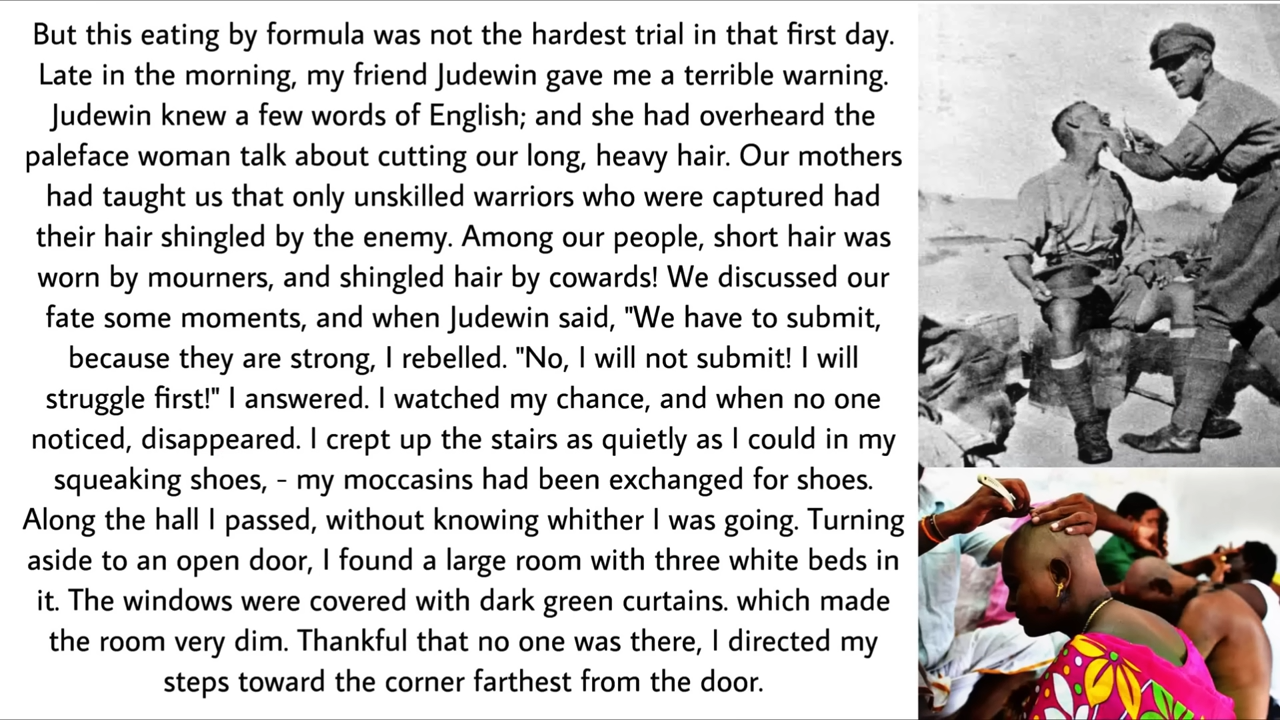 But this eating by formula was not the hardest trial in that first day.
Late in the morning, my friend Judewin gave me a terrible warning.
Judewin knew a few words of English; and she had overheard the
paleface woman talk about cutting our long, heavy hair. Our mothers
had taught us that only unskilled warriors who were captured had
their hair shingled by the enemy. Among our people, short hair was
worn by mourners, and shingled hair by cowards! We discussed our
fate some moments, and when Judewin said, "We have to submit,
because they are strong, I rebelled. "No, I will not submit! I will
struggle first!" I answered. I watched my chance, and when no one
noticed, disappeared. I crept up the stairs as quietly as I could in my
squeaking shoes, - my moccasins had been exchanged for shoes.
Along the hall I passed, without knowing whither I was going. Turning
aside to an open door, I found a large room with three white beds in
it. The windows were covered with dark green curtains. which made
the room very dim. Thankful that no one was there, I directed my
steps toward the corner farthest from the door.